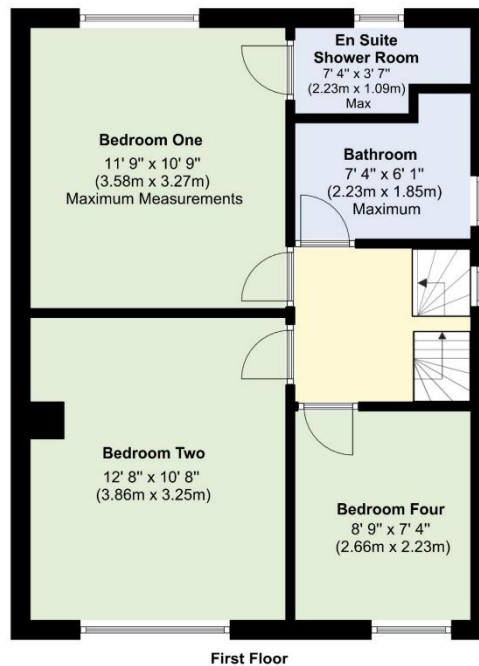 En Suite
Shower Room
7' 4" x 3' 7"
(2.23m x 1.09m)
Max
Bedroom One
11' 9" x 10' 9"
(3.58m x 3.27m)
Maximum Measurements
Bathroom
7' 4" x 6' 1"
(2.23m x 1.85m)
Maximum
Bedroom Two
12' 8" x 10' 8"
(3.86m x 3.25m)
Bedroom Four
8' 9" x 7' 4"
(2.66m x 2.23m)
First Floor